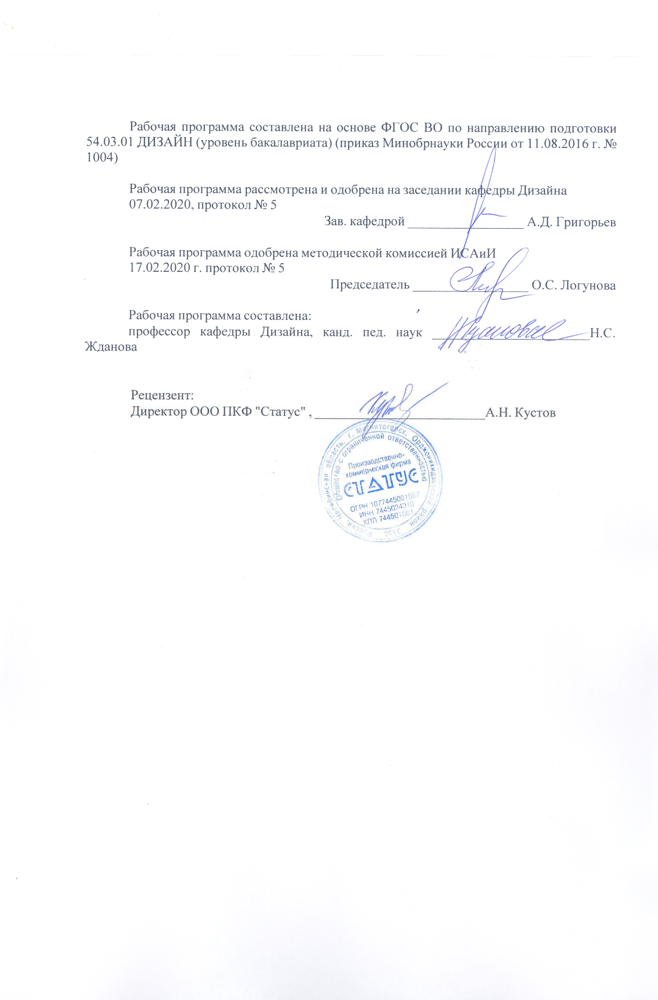 Рабочая программа составлена на основе ФГОС ВО по направлению подготовки
54.03.01 ДИЗАЙН (уровень бакалавриата) (приказ Минобрнауки России от 11.08.2016 г. №
1004)
Рабочая программа рассмотрена и одобрена на заседании кафедры Дизайна
07.02.2020, протокол № 5
Зав. кафедрой __________________ А.Д. Григорьев
Рабочая программа одобрена методической комиссией ИСАиИ
17.02.2020 г. протокол № 5
Председатель __________________ О.С. Логунова
Рабочая программа составлена:
профессор кафедры Дизайна, канд. пед. наук ________________________Н.С.
Жданова
Рецензент:
Директор ООО ПКФ "Статус" , __________________________А.Н. Кустов
Россия, Челябинская область, г. Магнитогорск, Орджоникидзевский район
Общество с ограниченной ответственностью
Производственно-
коммерческая фирма
СТАТУС
ОГРН 1077445001567
ИНН 7445034310
КПП 744501001